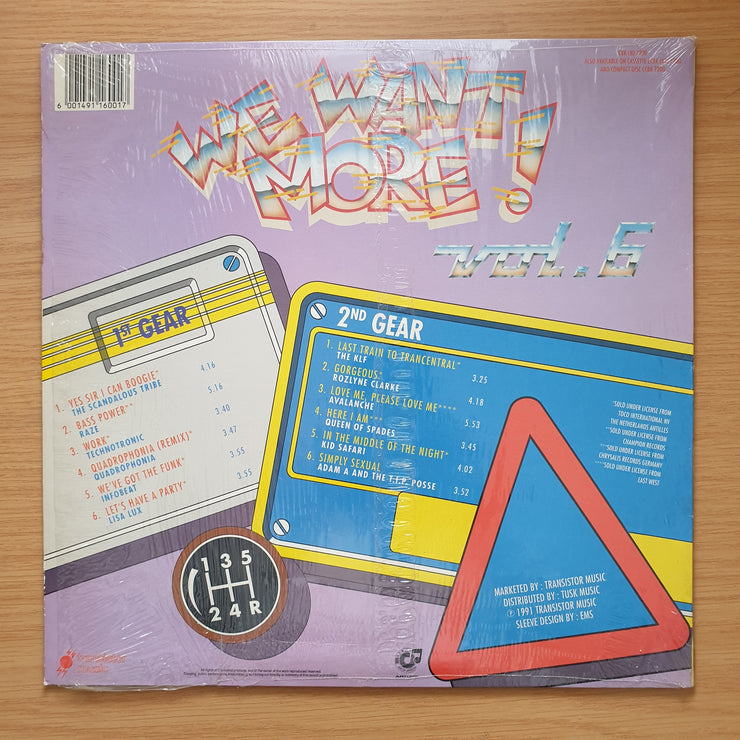 6 001491 160017
ALSO AVAILABLE ON CASSETTE
AND COMPACT DISC
WE WANT
MORE!
vol.6
1ST GEAR
1. YES SIR I CAN BOOGIE* 4.16
THE SCANDALOUS TRIBE
2. BASS POWER** 5.16
RAZE
3. WORK* 3.40
TECHNOTRONIC
4. QUADROPHONIA (REMIX)* 3.47
QUADROPHONIA
5. WE'VE GOT THE FUNK* 3.55
INFOBEAT
6. LET'S HAVE A PARTY* 3.55
LISA LUX
2ND GEAR
1. LAST TRAIN TO TRANCENTRAL* 3.25
THE KLF
2. GORGEOUS* 4.18
ROZLYNE CLARKE
3. LOVE ME, PLEASE LOVE ME**** 5.53
AVALANCHE
4. HERE I AM*** 3.45
QUEEN OF SPADES
5. IN THE MIDDLE OF THE NIGHT* 4.02
KID SAFARI
6. SIMPLY SEXUAL 3.52
ADAM A AND THE T.I.P. POSSE
*SOLD UNDER LICENSE FROM
TOCO INTERNATIONAL NV
THE NETHERLANDS ANTILLES
**SOLD UNDER LICENSE FROM
CHAMPION RECORDS
***SOLD UNDER LICENSE FROM
CHRYSALIS RECORDS GERMANY
****SOLD UNDER LICENSE FROM
EAST WEST
1 3 5
2 4 R
MARKETED BY : TRANSISTOR MUSIC
DISTRIBUTED BY : TUSK MUSIC
℗ 1991 TRANSISTOR MUSIC
SLEEVE DESIGN BY : EMS